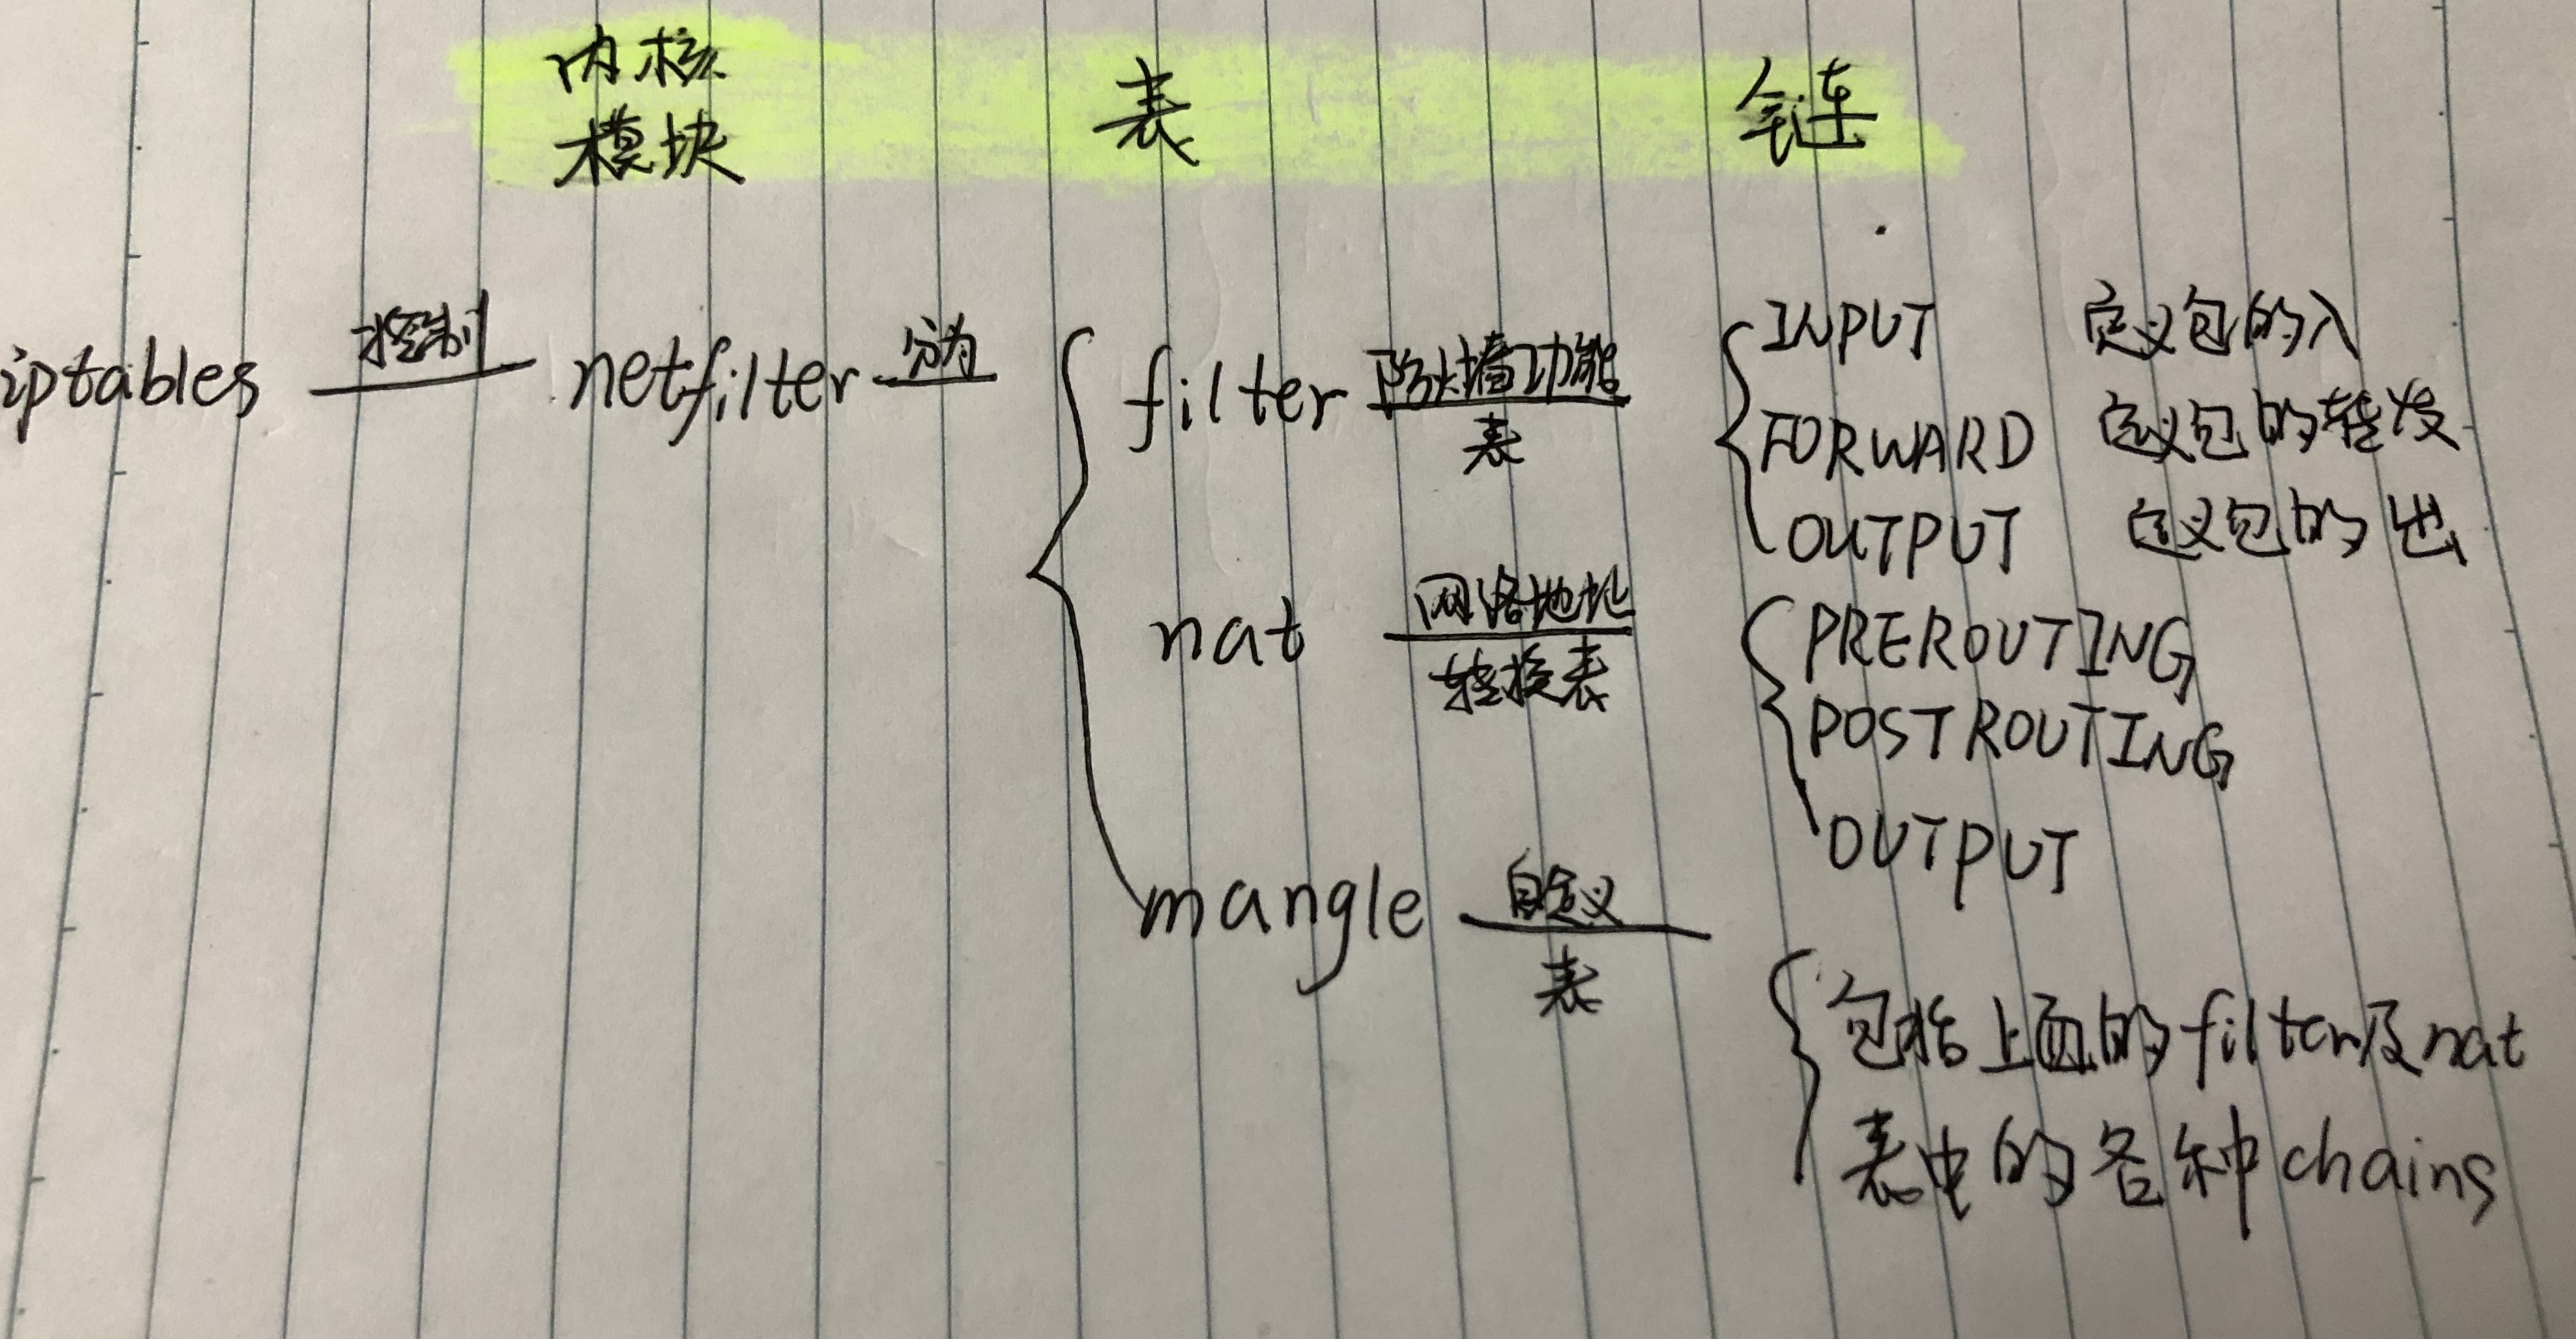 内核
模块
表
链
iptables 控制 netfilter 分为
filter 防火墙功能
表
INPUT 定义包的入
FORWARD 定义包的转发
OUTPUT 定义包的出
nat 网络地址
转换表
PREROUTING
POSTROUTING
OUTPUT
mangle 自定义
表
包括上面的filter及nat
表中的各种chains